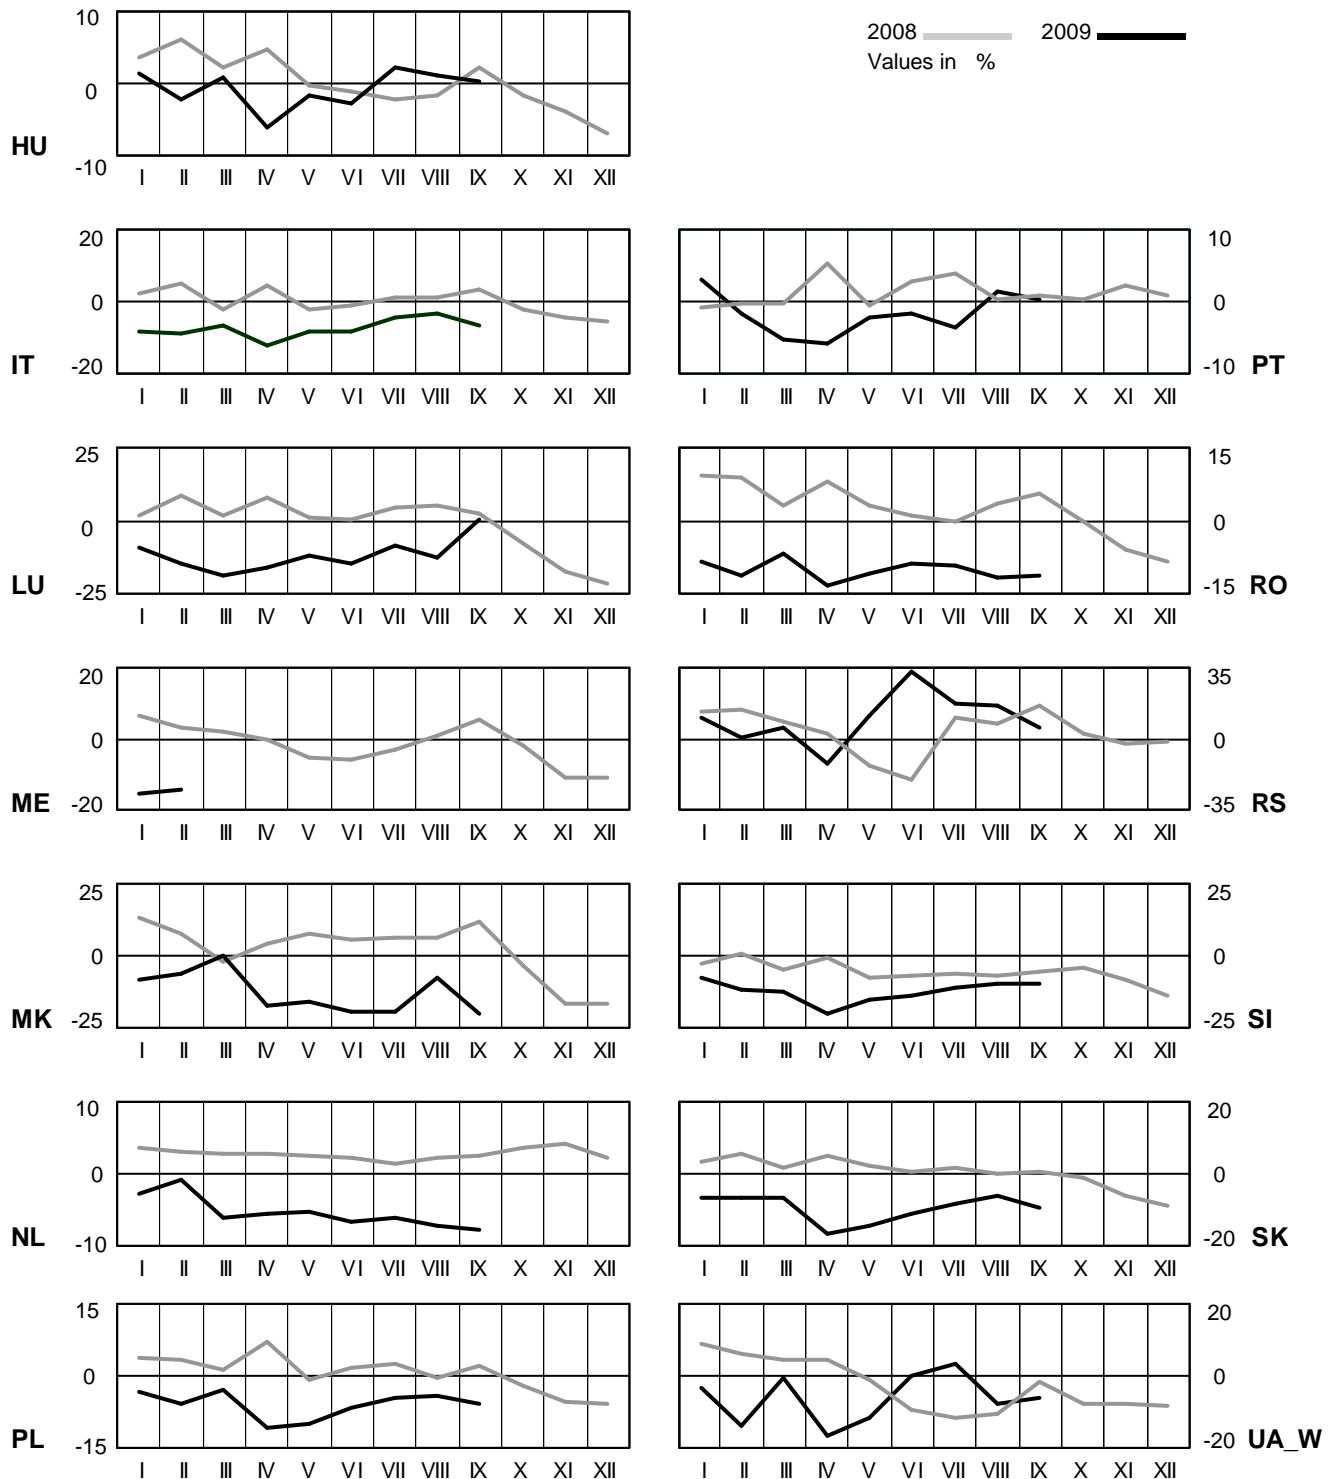 2008 2009
Values in %
10
0
HU
-10
I II III IV V VI VII VIII IX X XI XII
20
0
IT
-20
I II III IV V VI VII VIII IX X XI XII
10
0
-10 PT
I II III IV V VI VII VIII IX X XI XII
25
0
LU
-25
I II III IV V VI VII VIII IX X XI XII
15
0
-15 RO
I II III IV V VI VII VIII IX X XI XII
20
0
ME -20
I II III IV V VI VII VIII IX X XI XII
35
0
-35 RS
I II III IV V VI VII VIII IX X XI XII
25
0
MK -25
I II III IV V VI VII VIII IX X XI XII
25
0
-25 SI
I II III IV V VI VII VIII IX X XI XII
10
0
NL
-10
I II III IV V VI VII VIII IX X XI XII
20
0
-20 SK
I II III IV V VI VII VIII IX X XI XII
15
0
PL
-15
I II III IV V VI VII VIII IX X XI XII
20
0
-20 UA_W
I II III IV V VI VII VIII IX X XI XII